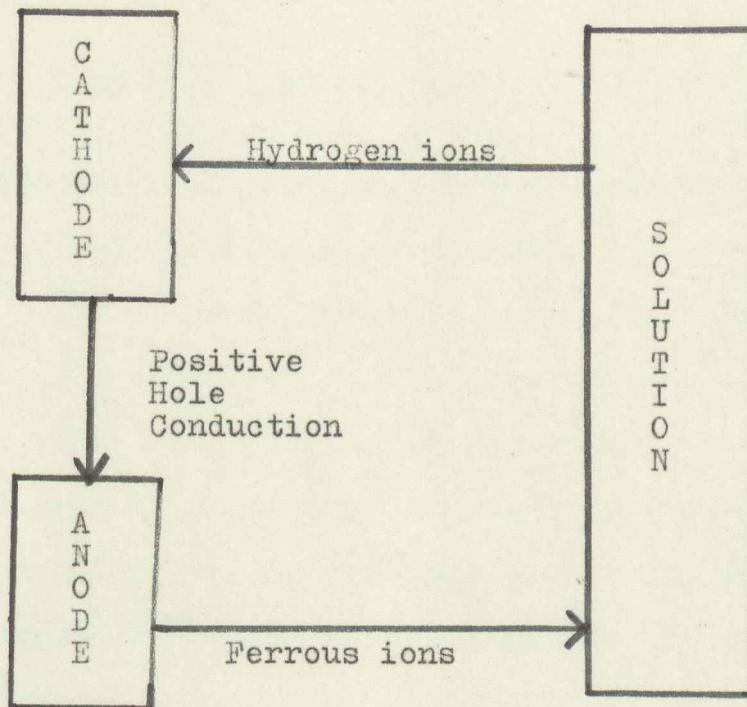 CATHODE
Hydrogen ions
SOLUTION
Positive
Hole
Conduction
ANODE
Ferrous ions